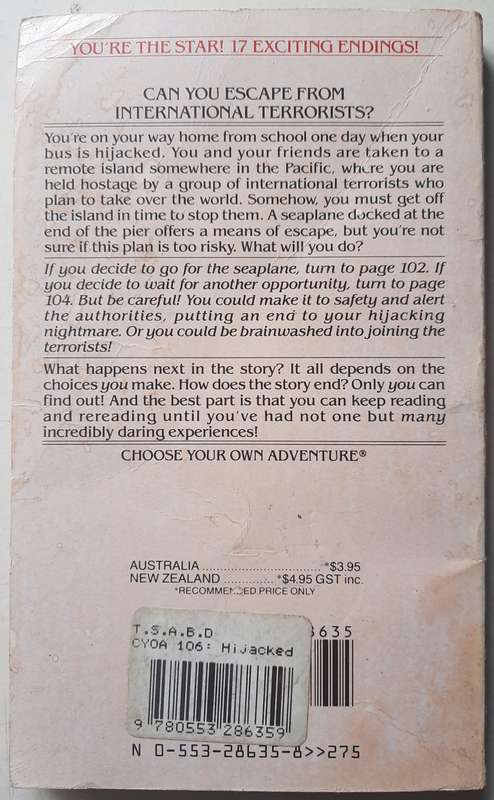 YOU'RE THE STAR! 17 EXCITING ENDINGS!
CAN YOU ESCAPE FROM
INTERNATIONAL TERRORISTS?
You're on your way home from school one day when your
bus is hijacked. You and your friends are taken to a
remote island somewhere in the Pacific, where you are
held hostage by a group of international terrorists who
plan to take over the world. Somehow, you must get off
the island in time to stop them. A seaplane docked at the
end of the pier offers a means of escape, but you're not
sure if this plan is too risky. What will you do?
If you decide to go for the seaplane, turn to page 102. If
you decide to wait for another opportunity, turn to page
104. But be careful! You could make it to safety and alert
the authorities, putting an end to your hijacking
nightmare. Or you could be brainwashed into joining the
terrorists!
What happens next in the story? It all depends on the
choices you make. How does the story end? Only you can
find out! And the best part is that you can keep reading
and rereading until you've had not one but many
incredibly daring experiences!
CHOOSE YOUR OWN ADVENTURE®
AUSTRALIA .............................. *$3.95
NEW ZEALAND ............. *$4.95 GST inc.
*RECOMMENDED PRICE ONLY
T.S.A.B.D
CYOA 106: Hijacked
8635
9 780553 286359
N 0-553-28635-8>>275